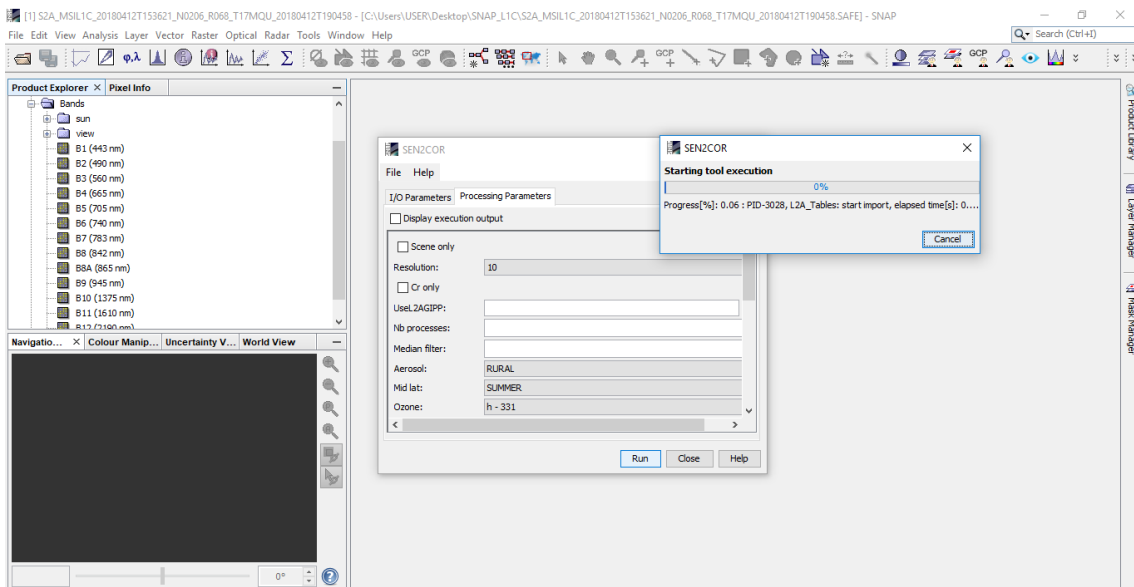 [1] S2A_MSIL1C_20180412T153621_N0206_R068_T17MQU_20180412T190458 - [C:\Users\USER\Desktop\SNAP_L1C\S2A_MSIL1C_20180412T153621_N0206_R068_T17MQU_20180412T190458.SAFE] - SNAP
File Edit View Analysis Layer Vector Raster Optical Radar Tools Window Help
Search (Ctrl+I)
φ,λ
Σ
GCP
GCP
GCP
Product Explorer × Pixel Info
Bands
sun
view
B1 (443 nm)
B2 (490 nm)
B3 (560 nm)
B4 (665 nm)
B5 (705 nm)
B6 (740 nm)
B7 (783 nm)
B8 (842 nm)
B8A (865 nm)
B9 (945 nm)
B10 (1375 nm)
B11 (1610 nm)
B12 (2190 nm)
Navigatio... × Colour Manip... Uncertainty V... World View
0°
SEN2COR
File Help
I/O Parameters Processing Parameters
Display execution output
Scene only
Resolution: 10
Cr only
UseL2AGIPP:
Nb processes:
Median filter:
Aerosol: RURAL
Mid lat: SUMMER
Ozone: h - 331
Run Close Help
SEN2COR
Starting tool execution
0%
Progress[%]: 0.06 : PID-3028, L2A_Tables: start import, elapsed time[s]: 0....
Cancel
Product Library
Layer Manager
Mask Manager